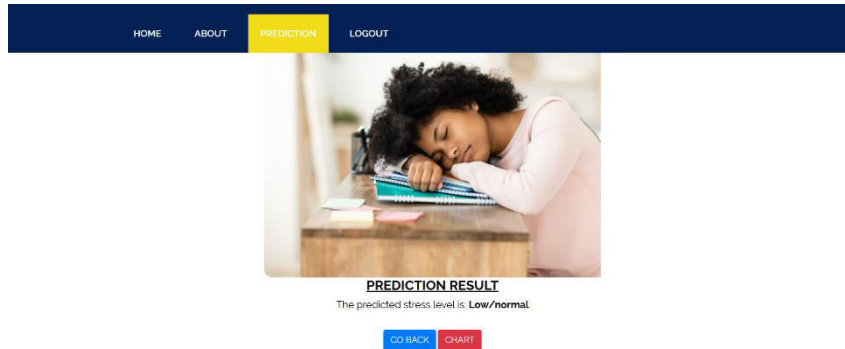 HOME ABOUT PREDICTION LOGOUT
PREDICTION RESULT
The predicted stress level is: Low/normal
GO BACK CHART